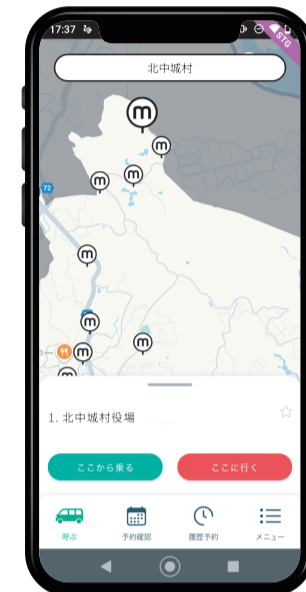 17:37
STG
北中城村
72
1. 北中城村役場
ここから乗る
ここに行く
呼ぶ
予約確認
履歴予約
メニュー